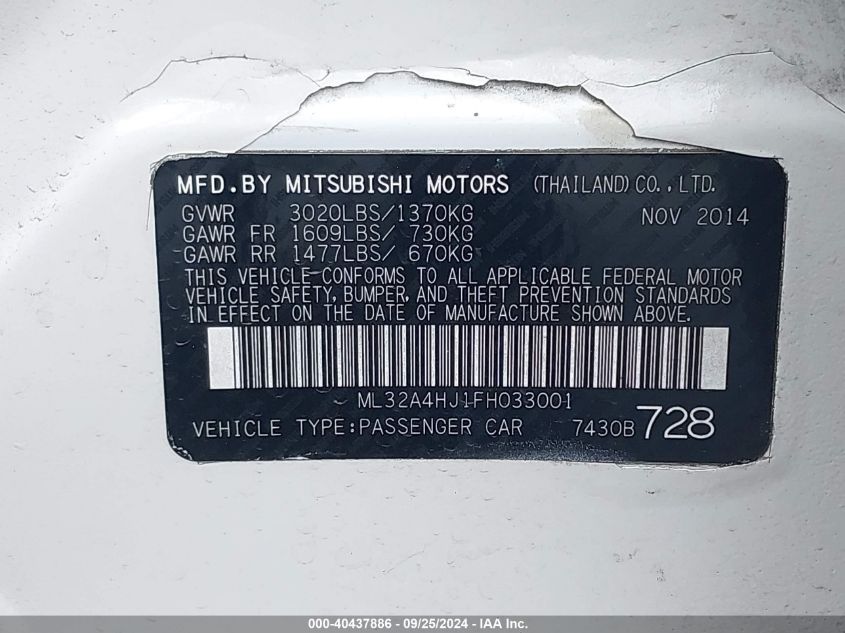 MFD.BY MITSUBISHI MOTORS (THAILAND) CO., LTD.
GVWR 3020LBS/1370KG NOV 2014
GAWR FR 1609LBS/ 730KG
GAWR RR 1477LBS/ 670KG
THIS VEHICLE CONFORMS TO ALL APPLICABLE FEDERAL MOTOR
VEHICLE SAFETY, BUMPER, AND THEFT PREVENTION STANDARDS
IN EFFECT ON THE DATE OF MANUFACTURE SHOWN ABOVE.
ML32A4HJ1FH033001
VEHICLE TYPE:PASSENGER CAR 7430B 728
000-40437886 - 09/25/2024 - IAA Inc.